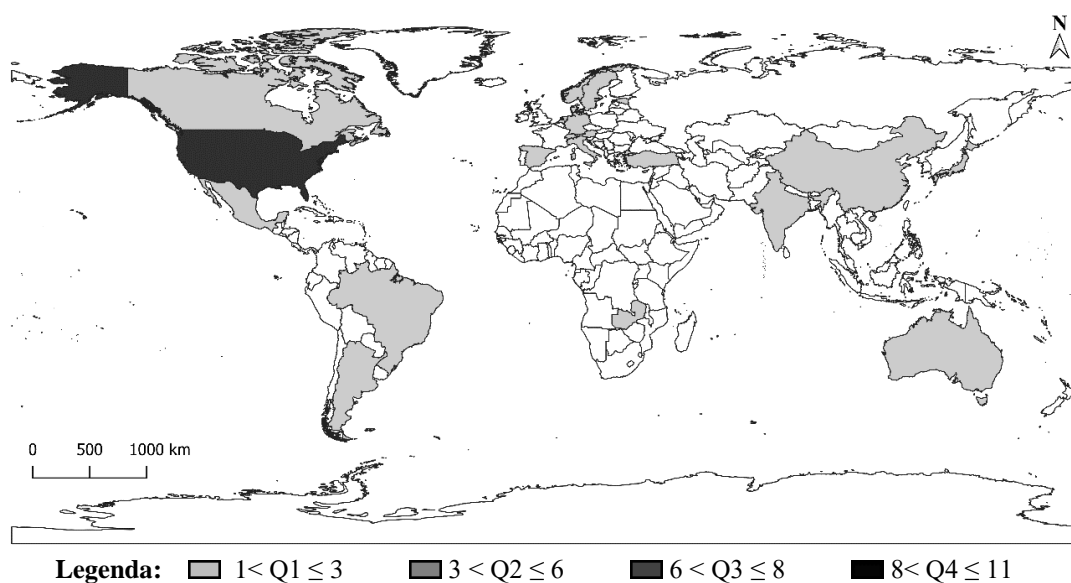 N
0 500 1000 km
Legenda: 1< Q1 ≤ 3 3 < Q2 ≤ 6 6 < Q3 ≤ 8 8< Q4 ≤ 11